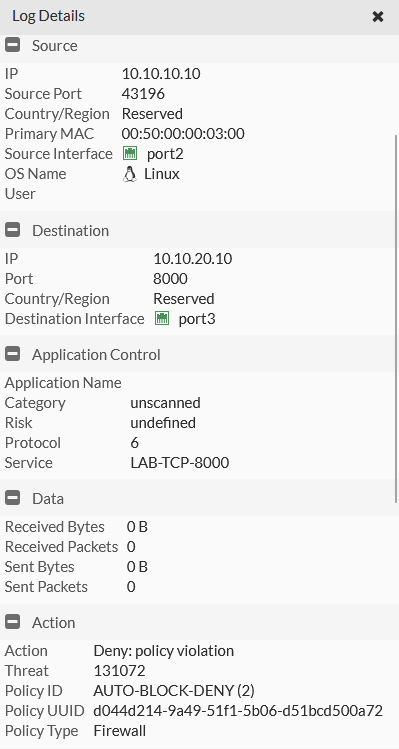 Log Details
Source
IP 10.10.10.10
Source Port 43196
Country/Region Reserved
Primary MAC 00:50:00:00:03:00
Source Interface port2
OS Name Linux
User
Destination
IP 10.10.20.10
Port 8000
Country/Region Reserved
Destination Interface port3
Application Control
Application Name
Category unscanned
Risk undefined
Protocol 6
Service LAB-TCP-8000
Data
Received Bytes 0 B
Received Packets 0
Sent Bytes 0 B
Sent Packets 0
Action
Action Deny: policy violation
Threat 131072
Policy ID AUTO-BLOCK-DENY (2)
Policy UUID d044d214-9a49-51f1-5b06-d51bcd500a72
Policy Type Firewall